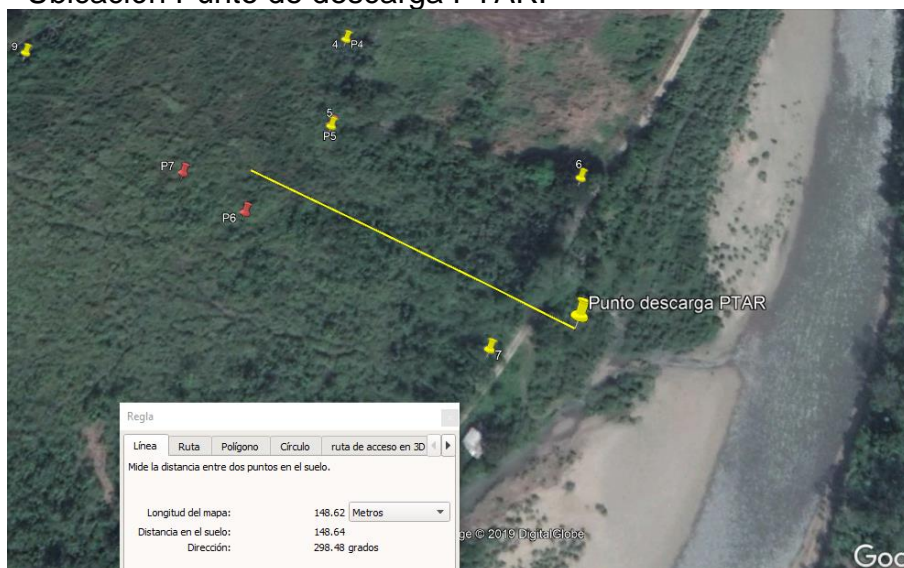 Ubicación Punto de descarga PTAR.
9
4 P4
5
P5
P7
6
P6
Punto descarga PTAR
7
Regla
Línea Ruta Polígono Círculo ruta de acceso en 3D
Mide la distancia entre dos puntos en el suelo.
Longitud del mapa: 148.62 Metros
Distancia en el suelo: 148.64
Dirección: 298.48 grados
ge © 2019 DigitalGlobe
Goo